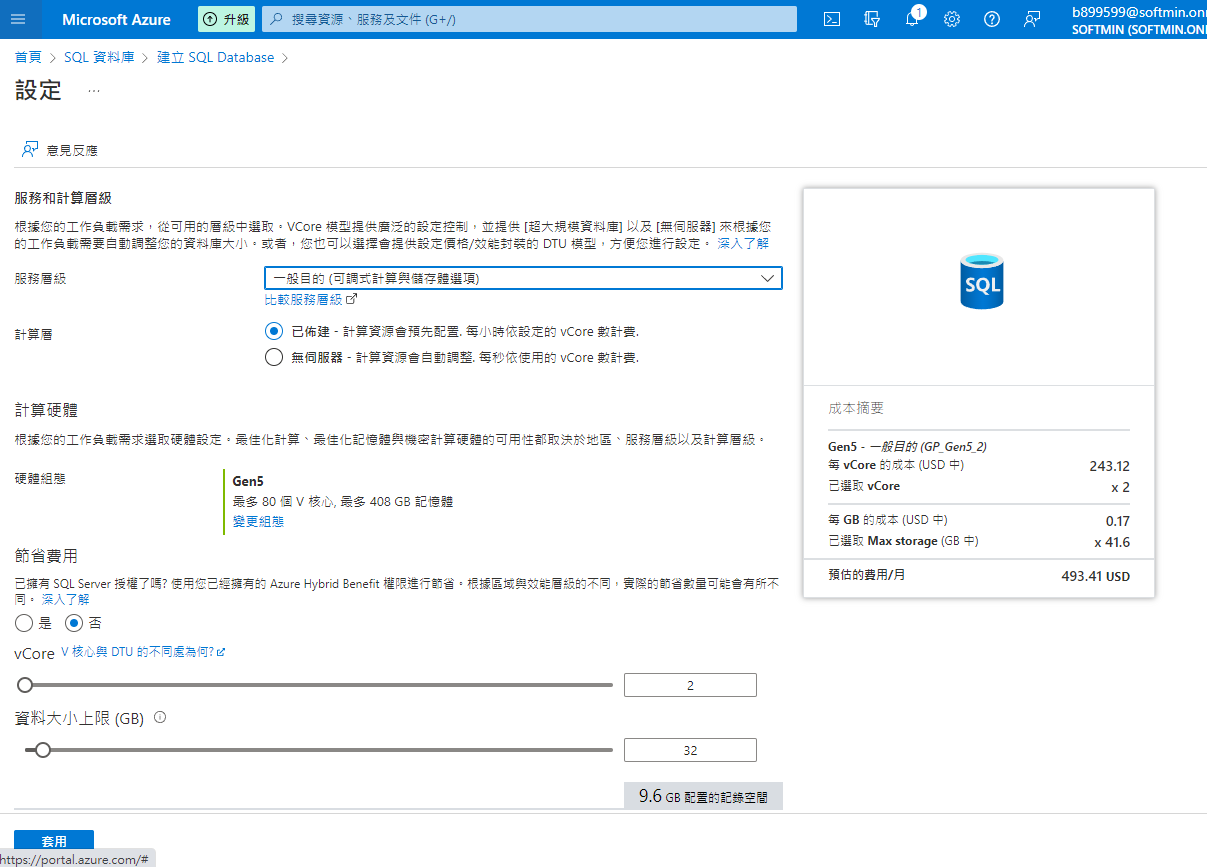 Microsoft Azure
升級
搜尋資源、服務及文件 (G+/)
1
b899599@softmin.on
SOFTMIN (SOFTMIN.ON
首頁 > SQL 資料庫 > 建立 SQL Database >
設定 ...
意見反應
服務和計算層級
根據您的工作負載需求，從可用的層級中選取。VCore 模型提供廣泛的設定控制，並提供 [超大規模資料庫] 以及 [無伺服器] 來根據您
的工作負載需要自動調整您的資料庫大小。或者，您也可以選擇會提供設定價格/效能封裝的 DTU 模型，方便您進行設定。 深入了解
服務層級
一般目的 (可調式計算與儲存體選項)
比較服務層級
計算層
已佈建 - 計算資源會預先配置. 每小時依設定的 vCore 數計費.
無伺服器 - 計算資源會自動調整. 每秒依使用的 vCore 數計費.
計算硬體
根據您的工作負載需求選取硬體設定。最佳化計算、最佳化記憶體與機密計算硬體的可用性都取決於地區、服務層級以及計算層級。
硬體組態
Gen5
最多 80 個 V 核心, 最多 408 GB 記憶體
變更組態
節省費用
已擁有 SQL Server 授權了嗎? 使用您已經擁有的 Azure Hybrid Benefit 權限進行節省。根據區域與效能層級的不同，實際的節省數量可能會有所不
同。 深入了解
是 否
vCore V 核心與 DTU 的不同處為何?
2
資料大小上限 (GB)
32
9.6 GB 配置的記錄空間
套用
https://portal.azure.com/#
SQL
成本摘要
Gen5 - 一般目的 (GP_Gen5_2)
每 vCore 的成本 (USD 中) 243.12
已選取 vCore x 2
每 GB 的成本 (USD 中) 0.17
已選取 Max storage (GB 中) x 41.6
預估的費用/月 493.41 USD